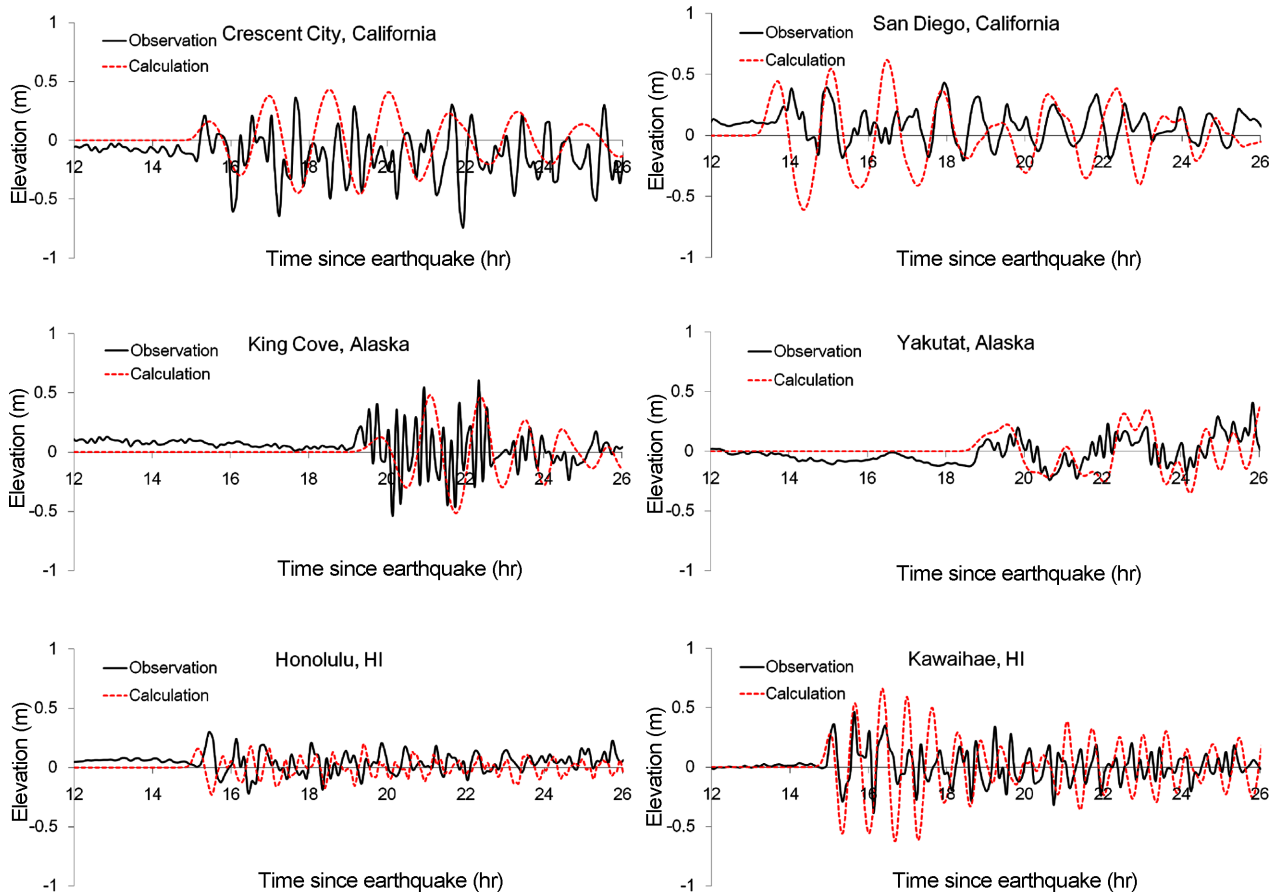 1
0.5
0
-0.5
-1
Elevation (m)
Observation
Calculation
Crescent City, California
12 14 16 18 20 22 24 26
Time since earthquake (hr)
1
0.5
0
-0.5
-1
Elevation (m)
San Diego, California
Observation
Calculation
12 14 16 18 20 22 24 26
Time since earthquake (hr)
1
0.5
0
-0.5
-1
Elevation (m)
Observation
Calculation
King Cove, Alaska
12 14 16 18 20 22 24 26
Time since earthquake (hr)
1
0.5
0
-0.5
-1
Elevation (m)
Observation
Calculation
Yakutat, Alaska
12 14 16 18 20 22 24 26
Time since earthquake (hr)
1
0.5
0
-0.5
-1
Elevation (m)
Observation
Calculation
Honolulu, HI
12 14 16 18 20 22 24 26
Time since earthquake (hr)
1
0.5
0
-0.5
-1
Elevation (m)
Observation
Calculation
Kawaihae, HI
12 14 16 18 20 22 24 26
Time since earthquake (hr)